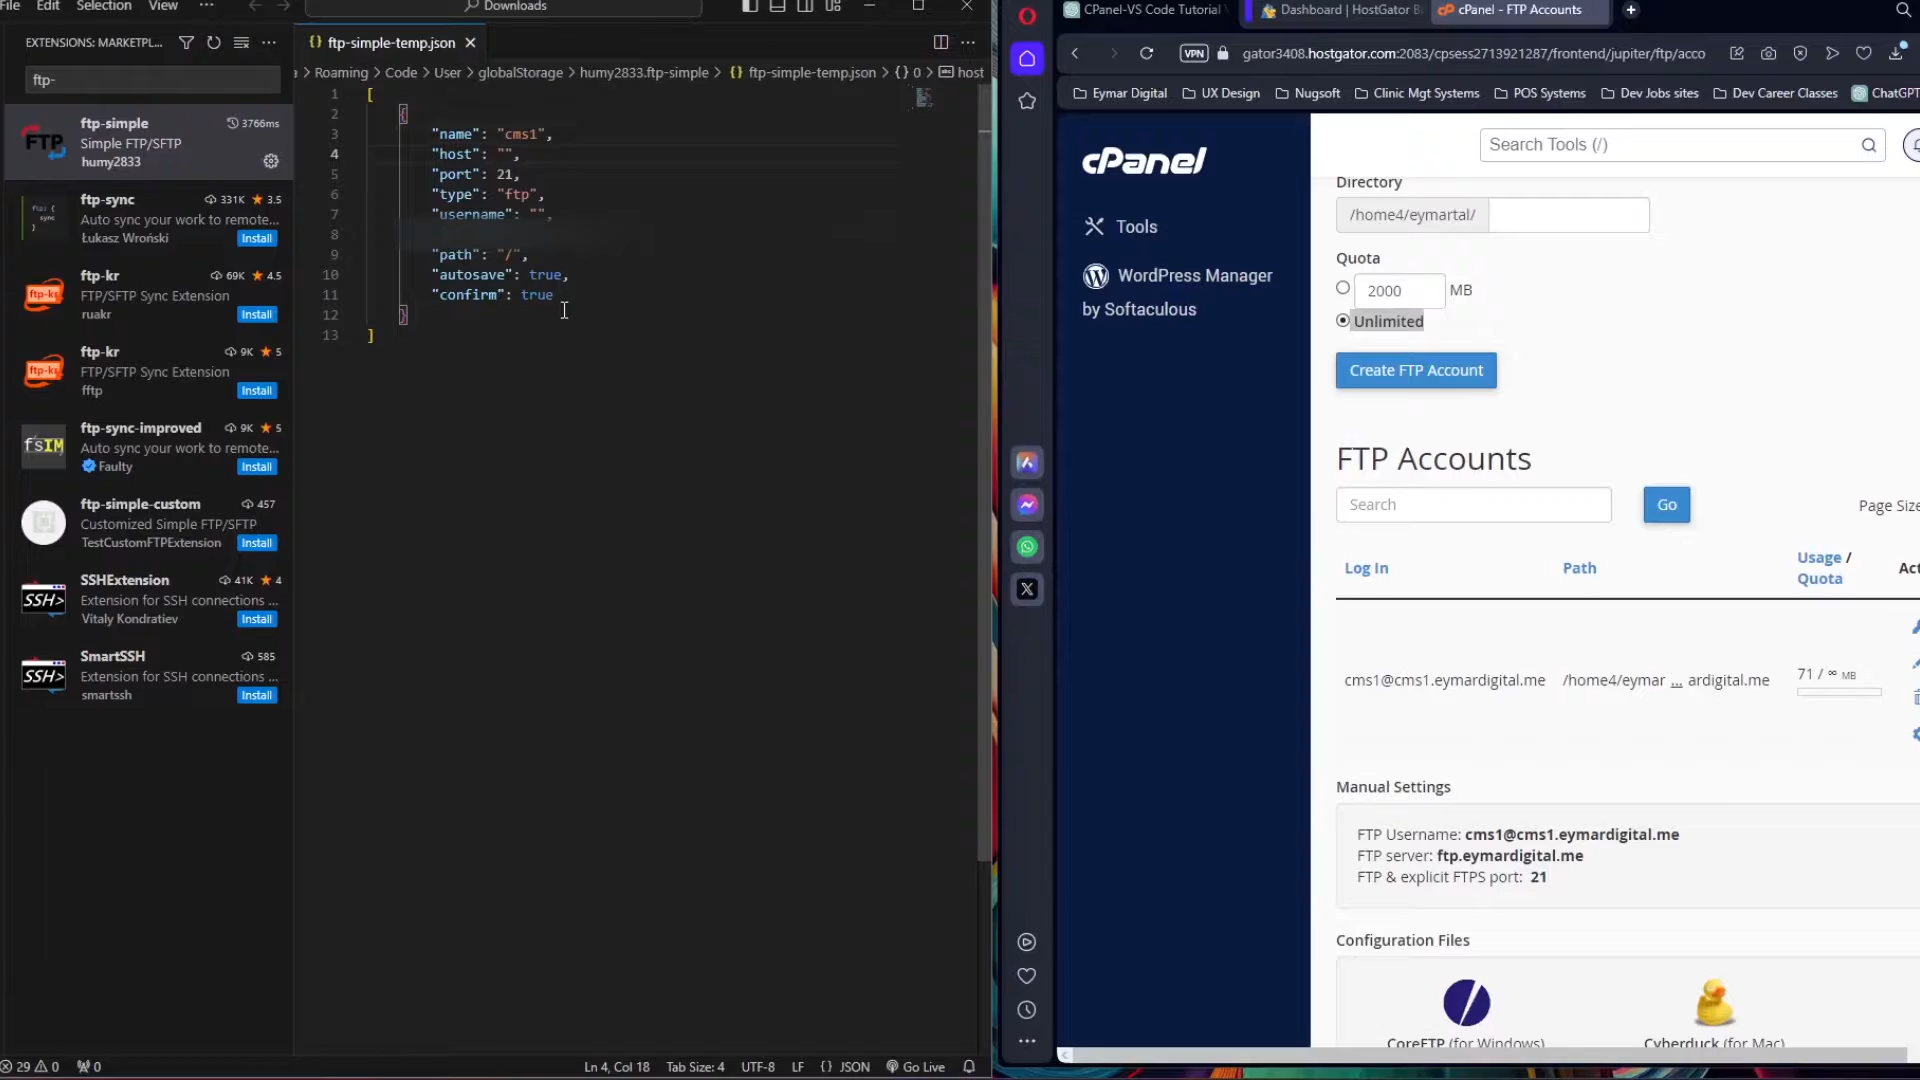 File Edit Selection View ... Downloads
EXTENSIONS: MARKETPL...
ftp-
ftp-simple 3766ms
Simple FTP/SFTP
humy2833
ftp-sync 331K 3.5
Auto sync your work to remote...
Łukasz Wroński Install
ftp-kr 69K 4.5
FTP/SFTP Sync Extension
ruakr Install
ftp-kr 9K 5
FTP/SFTP Sync Extension
fftp Install
ftp-sync-improved 9K 5
Auto sync your work to remote...
Faulty Install
ftp-simple-custom 457
Customized Simple FTP/SFTP
TestCustomFTPExtension Install
SSHExtension 41K 4
Extension for SSH connections ...
Vitaly Kondratiev Install
SmartSSH 585
Extension for SSH connections ...
smartssh Install
ftp-simple-temp.json
Roaming > Code > User > globalStorage > humy2833.ftp-simple > {} ftp-simple-temp.json > {} 0 > host
1 [
2 {
3 "name": "cms1",
4 "host": "",
5 "port": 21,
6 "type": "ftp",
7 "username": "",
8
9 "path": "/",
10 "autosave": true,
11 "confirm": true
12 }
13 ]
29 0 0 Ln 4, Col 18 Tab Size: 4 UTF-8 LF {} JSON Go Live
CPanel-VS Code Tutorial Dashboard | HostGator cPanel - FTP Accounts
VPN gator3408.hostgator.com:2083/cpsess2713921287/frontend/jupiter/ftp/acco
Eymar Digital UX Design Nugsoft Clinic Mgt Systems POS Systems Dev Jobs sites Dev Career Classes ChatGPT
cPanel
Tools
WordPress Manager
by Softaculous
Search Tools (/)
Directory
/home4/eymartal/
Quota
2000 MB
Unlimited
Create FTP Account
FTP Accounts
Search Go Page Size
Log In Path Usage / Quota
cms1@cms1.eymardigital.me /home4/eymar ... ardigital.me 71 / ∞ MB
Manual Settings
FTP Username: cms1@cms1.eymardigital.me
FTP server: ftp.eymardigital.me
FTP & explicit FTPS port: 21
Configuration Files
CoreFTP (for Windows) Cyberduck (for Mac)